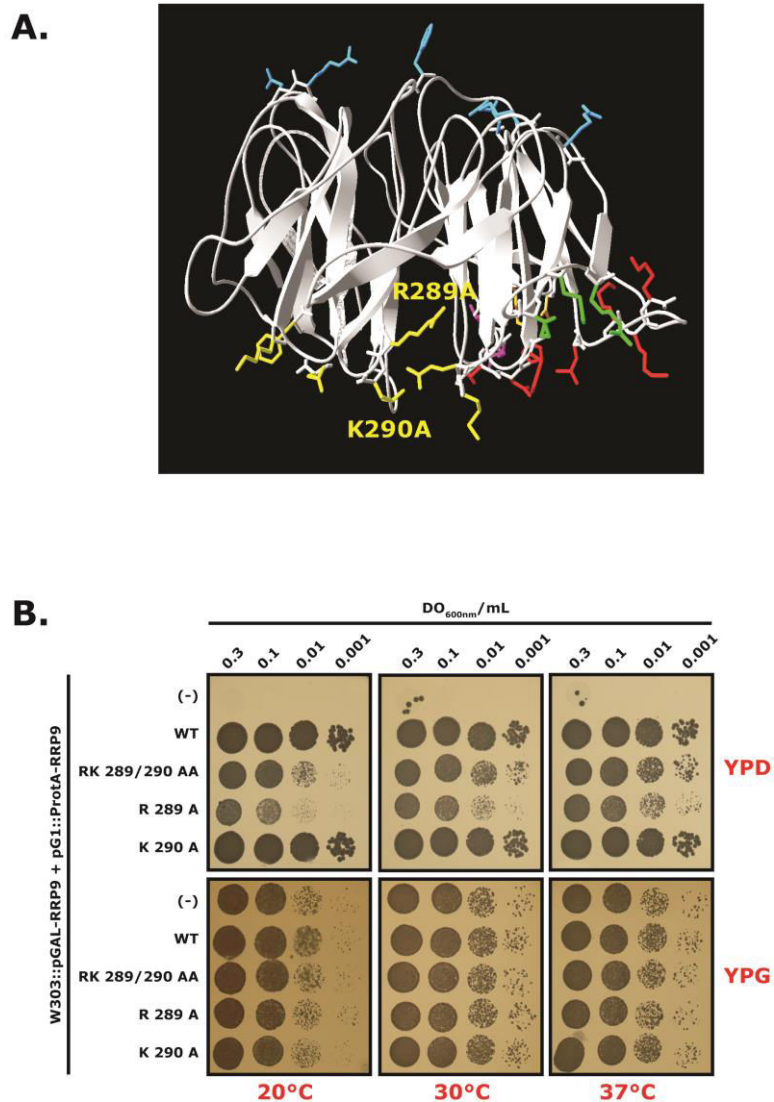 A.
R289A
K290A
B.
DO600nm/mL
0.3 0.1 0.01 0.001 0.3 0.1 0.01 0.001 0.3 0.1 0.01 0.001
W303::pGAL-RRP9 + pG1::ProtA-RRP9
(-)
WT
RK 289/290 AA
R 289 A
K 290 A
YPD
(-)
WT
RK 289/290 AA
R 289 A
K 290 A
YPG
20°C 30°C 37°C